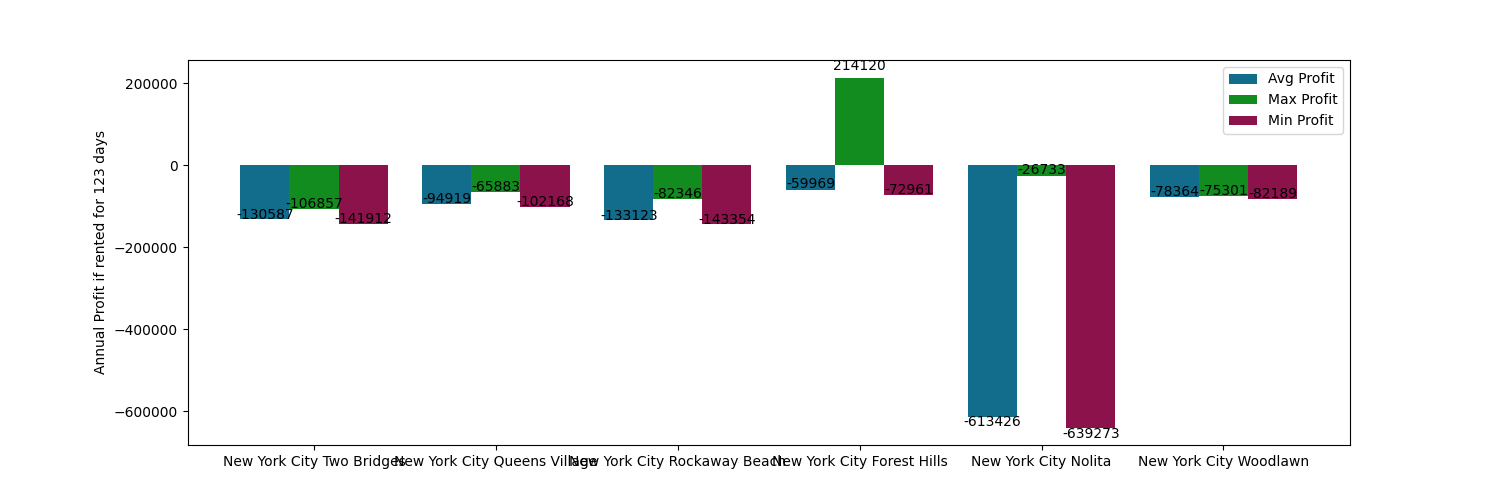 214120
200000
Avg Profit
Max Profit
Min Profit
0
-26733
-130587
-106857
-141912
-94919
-65883
-102168
-133123
-82346
-143354
-59969
-72961
-78364
-75301
-82189
−200000
−400000
−600000
-613426
-639273
Annual Profit if rented for 123 days
New York City Two Bridges
New York City Queens Village
New York City Rockaway Beach
New York City Forest Hills
New York City Nolita
New York City Woodlawn